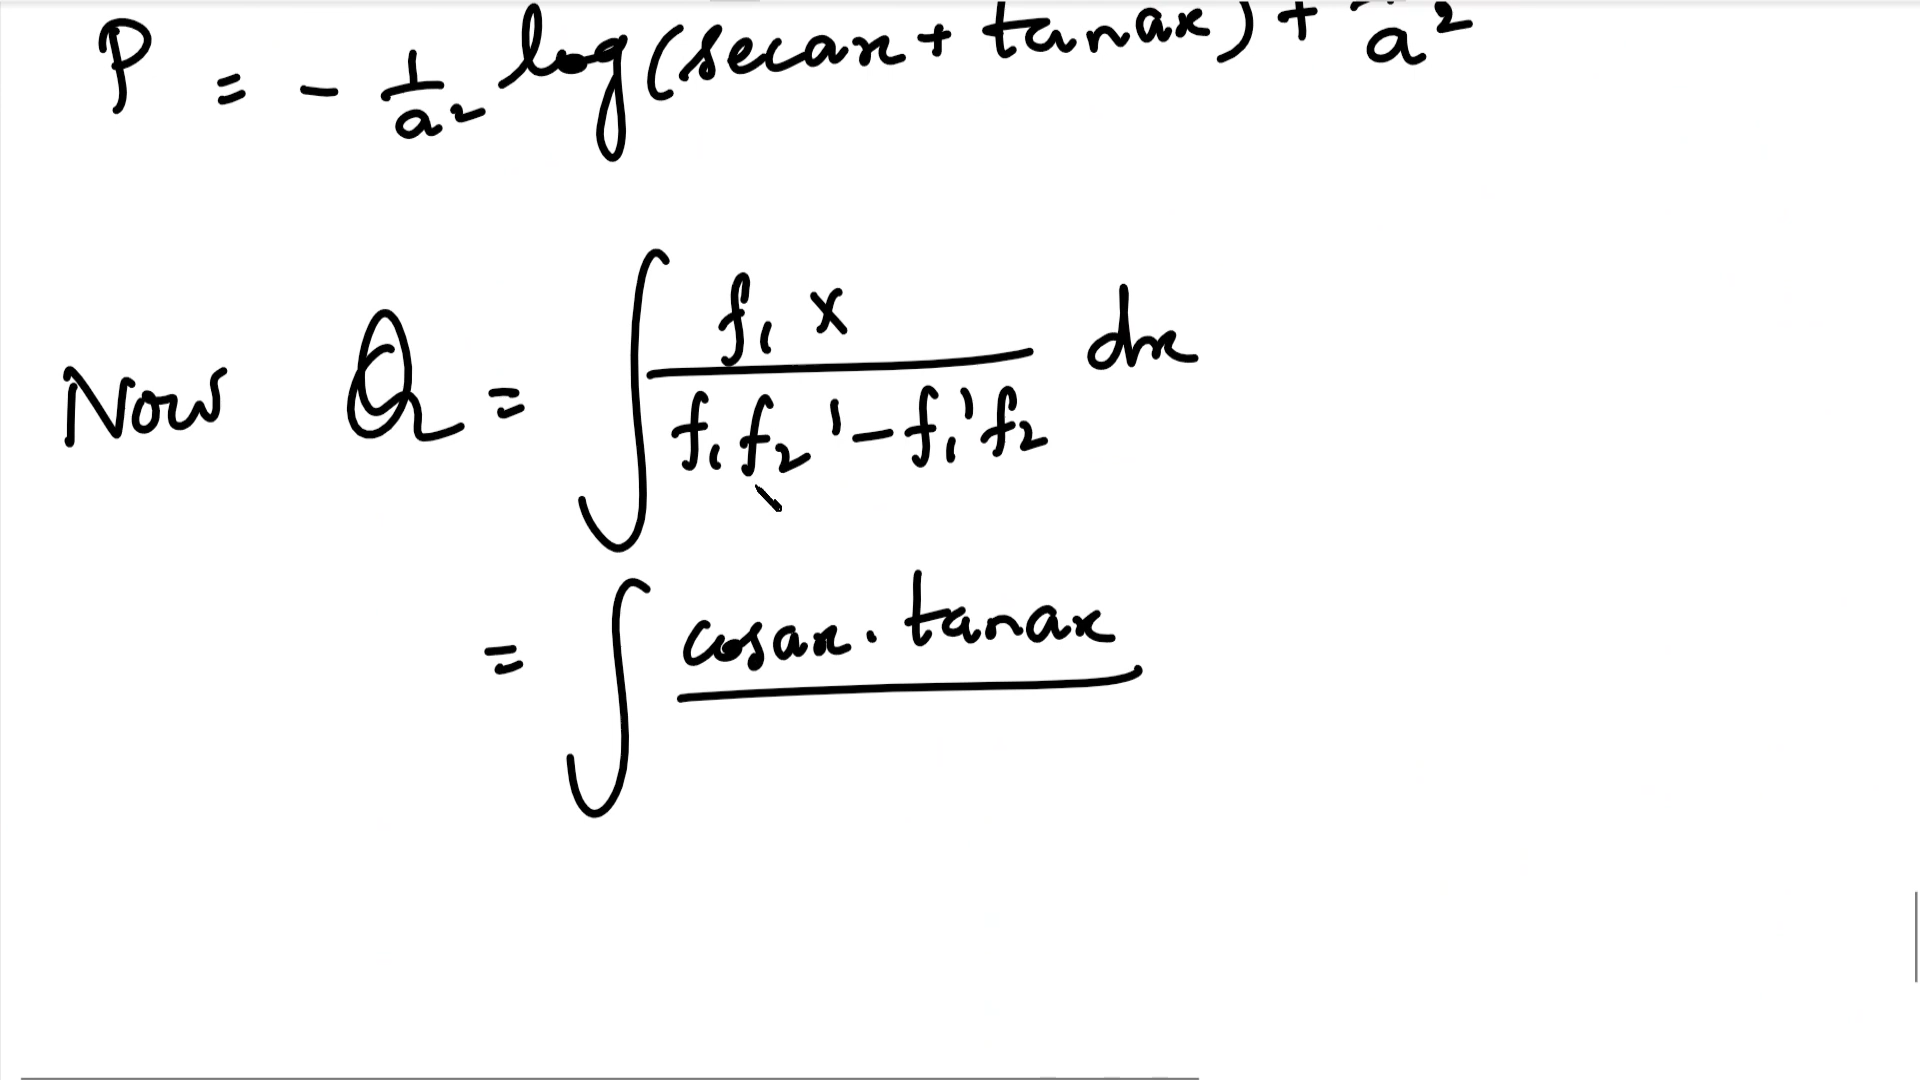 P = - 1/a² log(secax + tanax) + /a²
Now Q = ∫ f₁ X / f₁f₂' - f₁'f₂ dx
= ∫ cosax . tanax